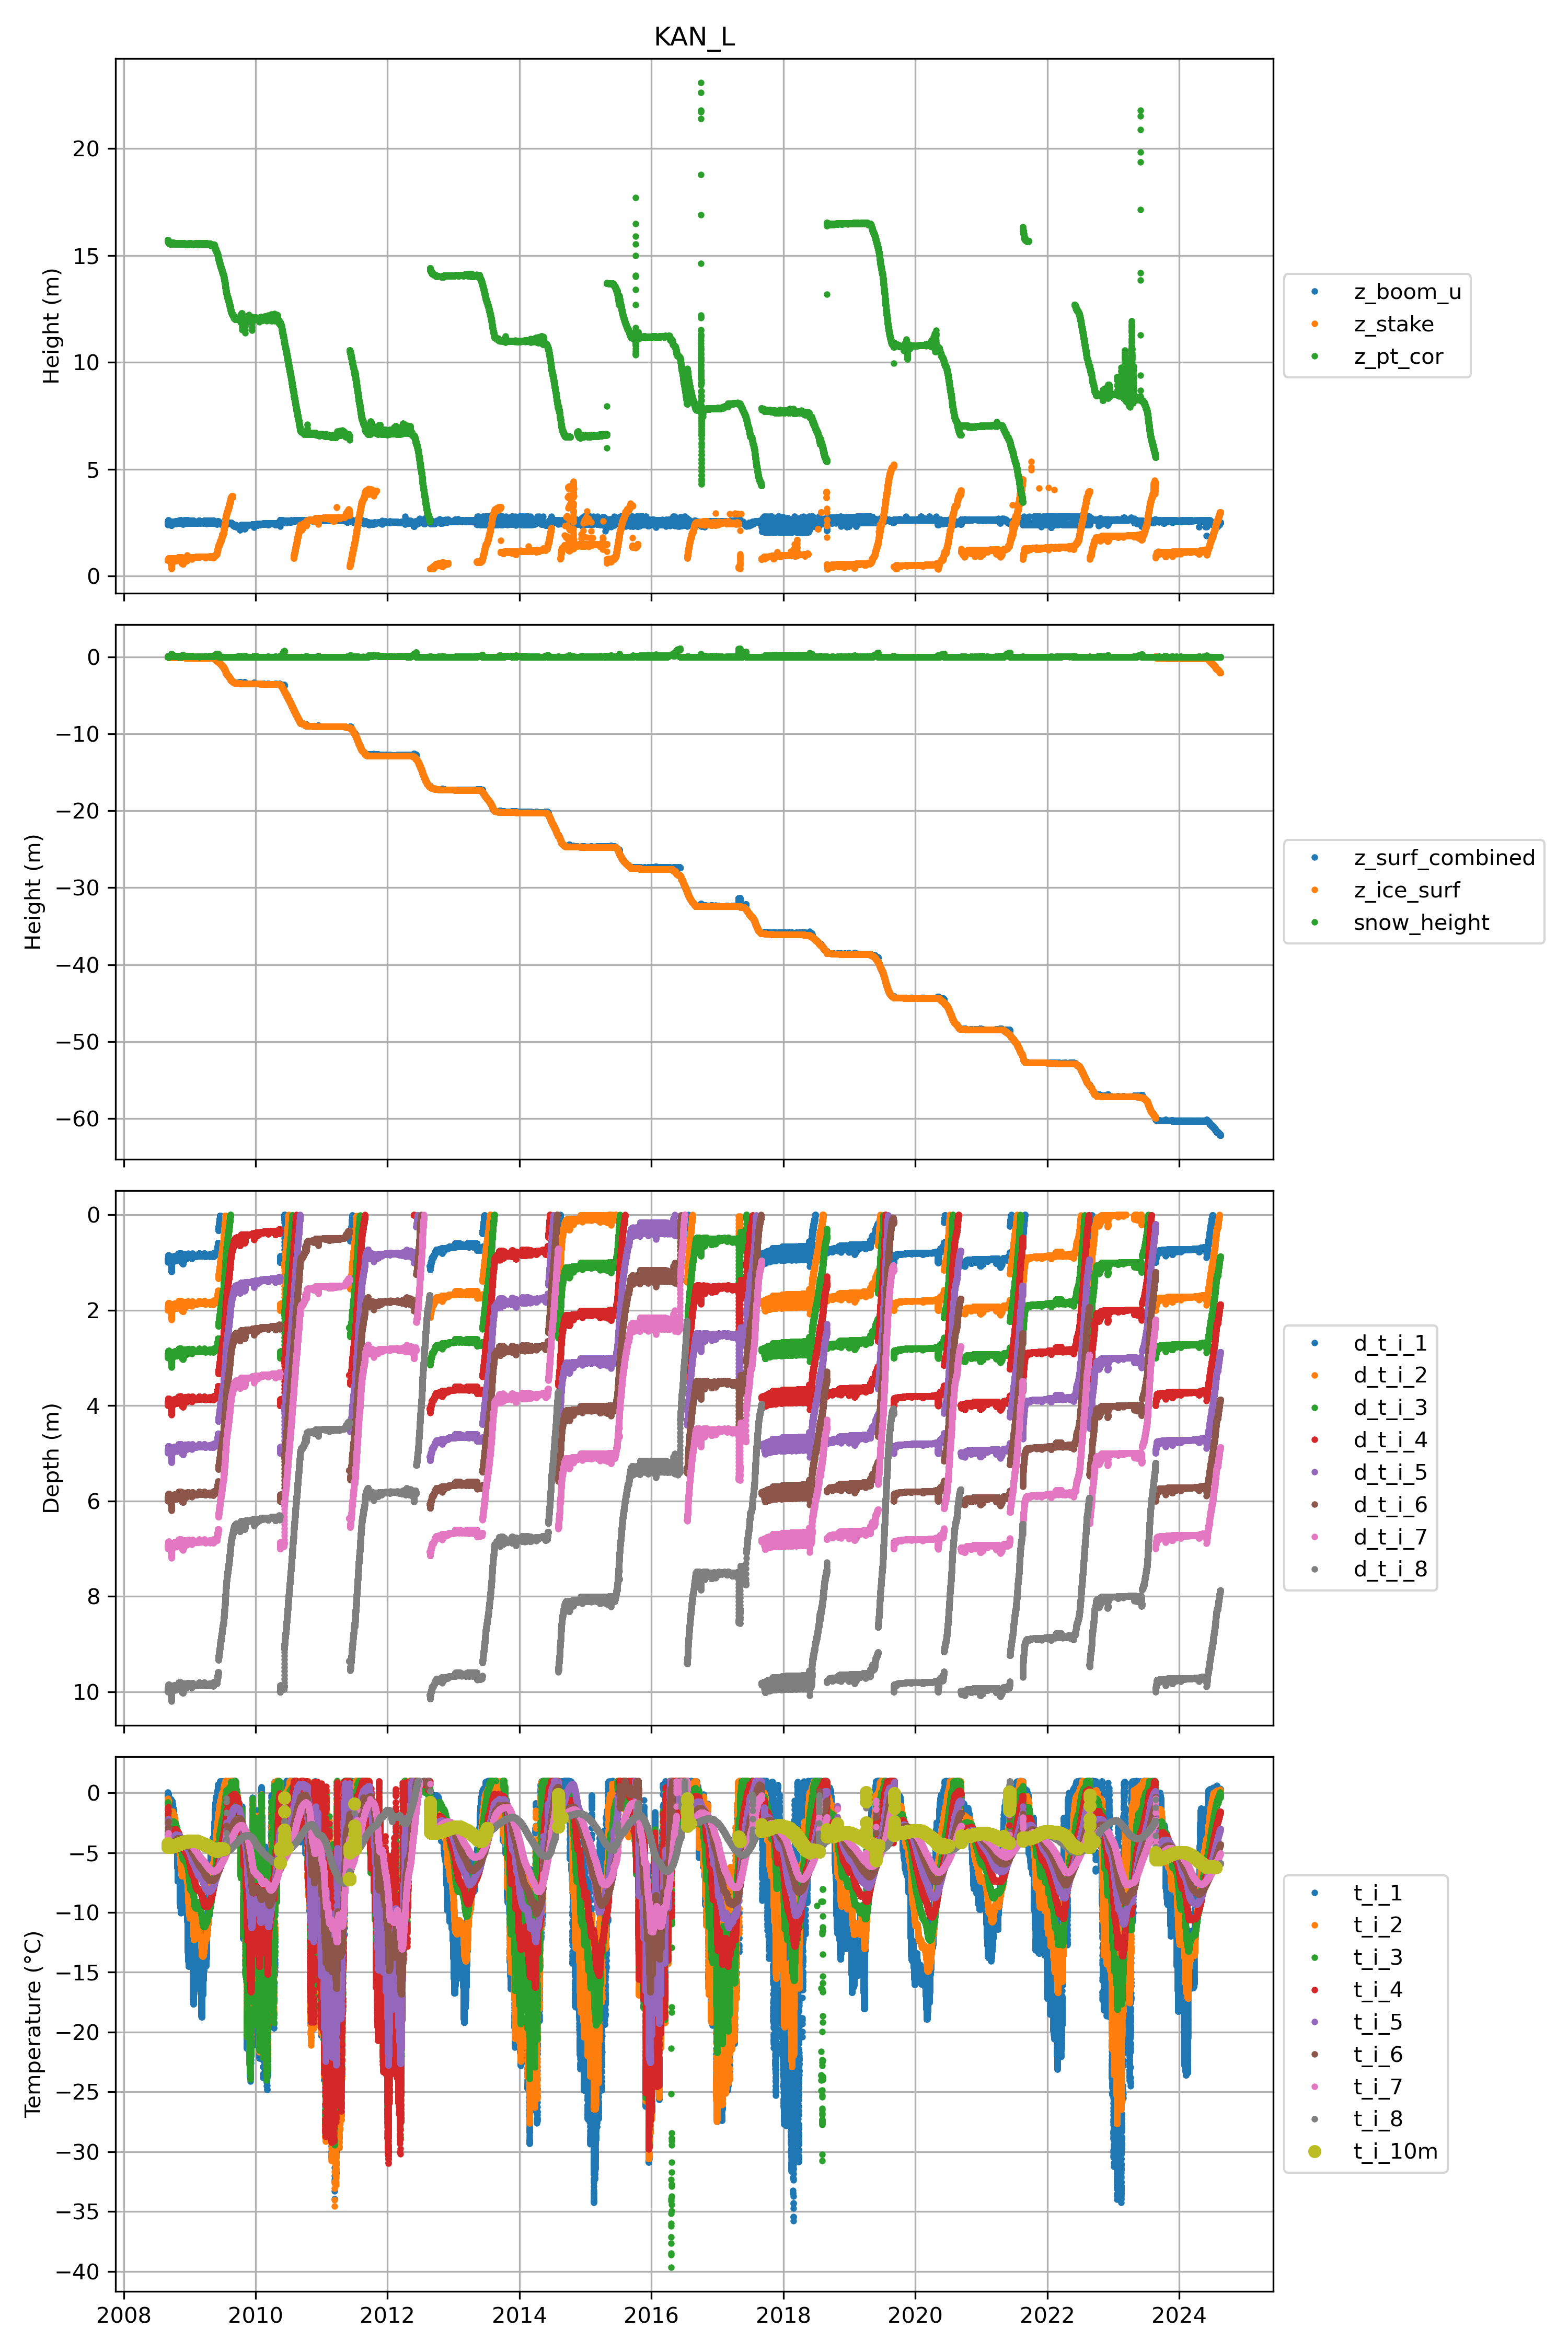 KAN_L
Height (m)
20
15
10
5
0
z_boom_u
z_stake
z_pt_cor
Height (m)
0
−10
−20
−30
−40
−50
−60
z_surf_combined
z_ice_surf
snow_height
Depth (m)
0
2
4
6
8
10
d_t_i_1
d_t_i_2
d_t_i_3
d_t_i_4
d_t_i_5
d_t_i_6
d_t_i_7
d_t_i_8
Temperature (°C)
0
−5
−10
−15
−20
−25
−30
−35
−40
t_i_1
t_i_2
t_i_3
t_i_4
t_i_5
t_i_6
t_i_7
t_i_8
t_i_10m
2008 2010 2012 2014 2016 2018 2020 2022 2024